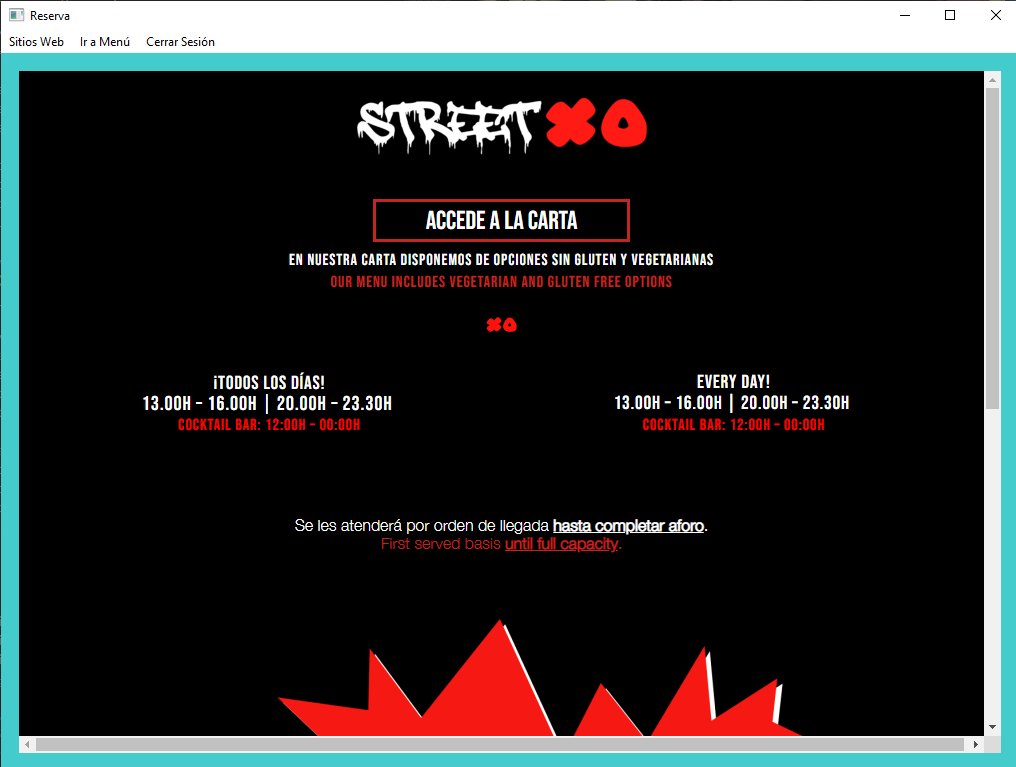 Reserva
Sitios Web Ir a Menú Cerrar Sesión
STREET XO
ACCEDE A LA CARTA
EN NUESTRA CARTA DISPONEMOS DE OPCIONES SIN GLUTEN Y VEGETARIANAS
OUR MENU INCLUDES VEGETARIAN AND GLUTEN FREE OPTIONS
XO
¡TODOS LOS DÍAS!
13.00H – 16.00H | 20.00H – 23.30H
COCKTAIL BAR: 12:00H – 00:00H
EVERY DAY!
13.00H – 16.00H | 20.00H – 23.30H
COCKTAIL BAR: 12:00H – 00:00H
Se les atenderá por orden de llegada hasta completar aforo.
First served basis until full capacity.